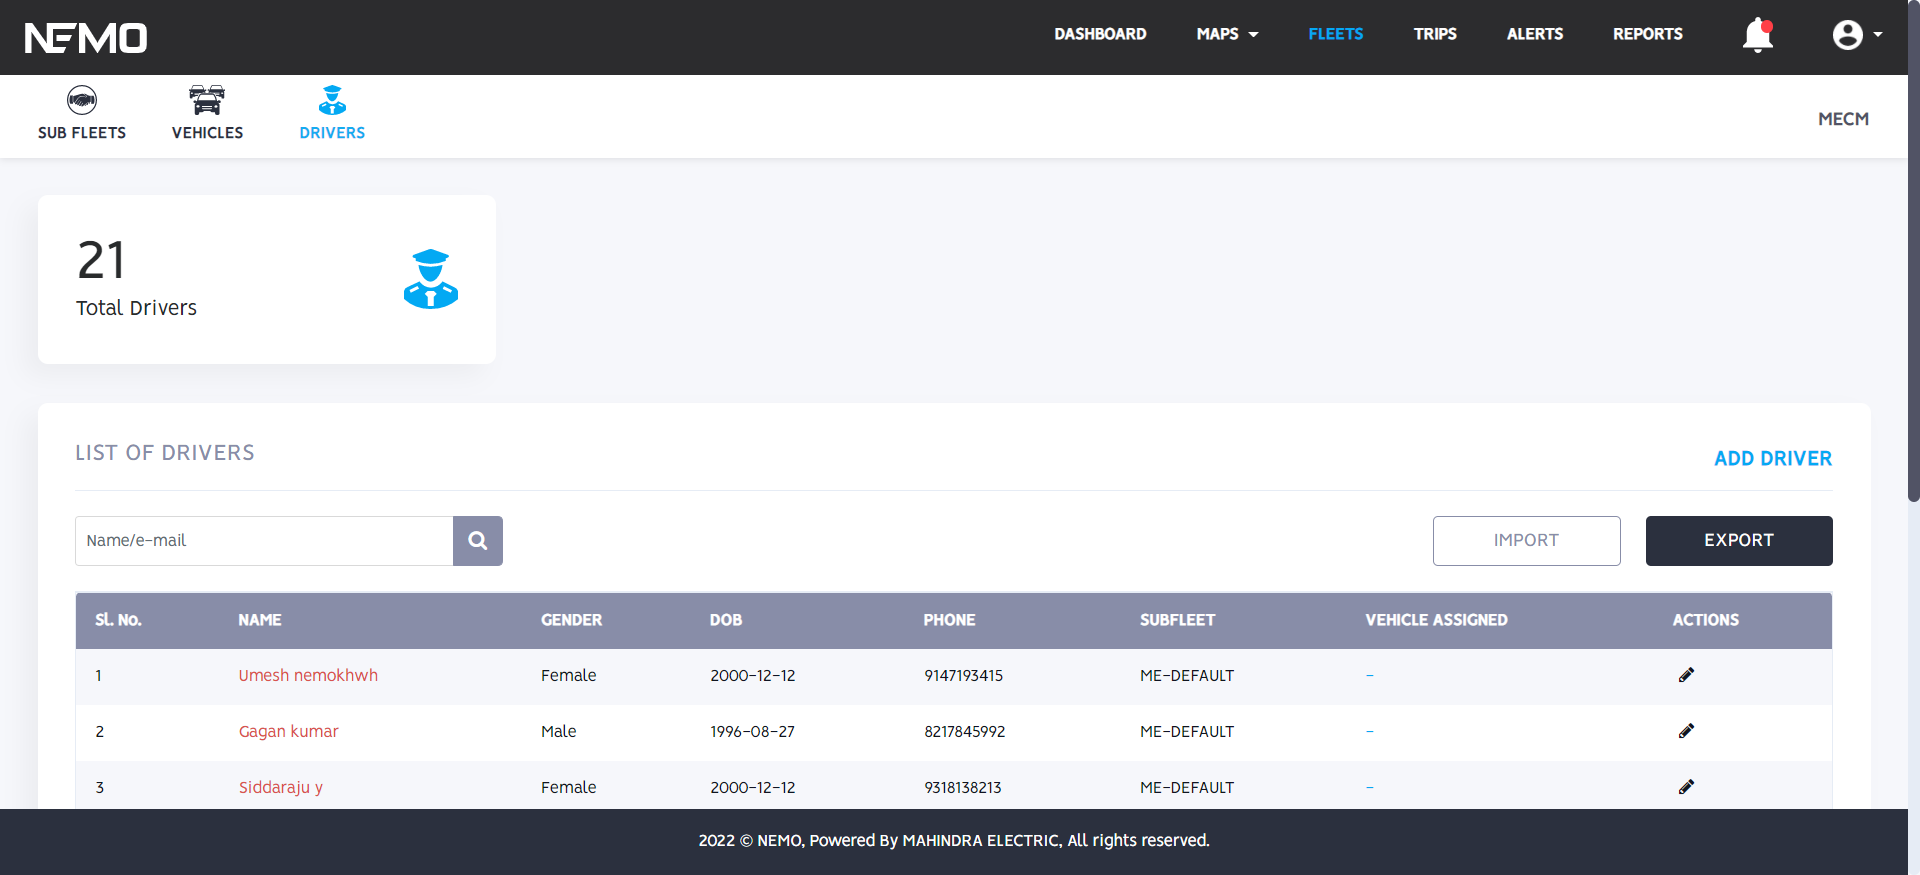 NEMO
DASHBOARD MAPS FLEETS TRIPS ALERTS REPORTS
SUB FLEETS VEHICLES DRIVERS
MECM
21
Total Drivers
LIST OF DRIVERS
ADD DRIVER
Name/e-mail
IMPORT
EXPORT
Sl. No. NAME GENDER DOB PHONE SUBFLEET VEHICLE ASSIGNED ACTIONS
1 Umesh nemokhwh Female 2000-12-12 9147193415 ME-DEFAULT -
2 Gagan kumar Male 1996-08-27 8217845992 ME-DEFAULT -
3 Siddaraju y Female 2000-12-12 9318138213 ME-DEFAULT -
2022 © NEMO, Powered By MAHINDRA ELECTRIC, All rights reserved.